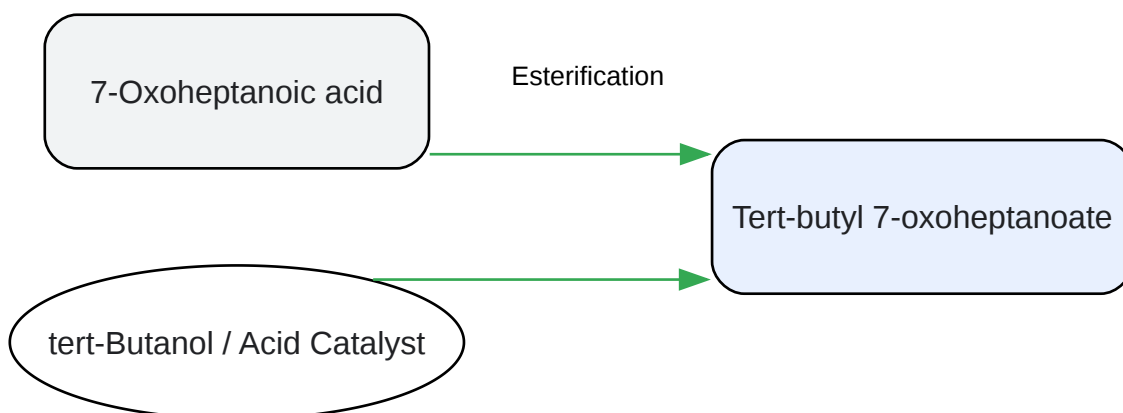 7-Oxoheptanoic acid
Esterification
Tert-butyl 7-oxoheptanoate
tert-Butanol / Acid Catalyst